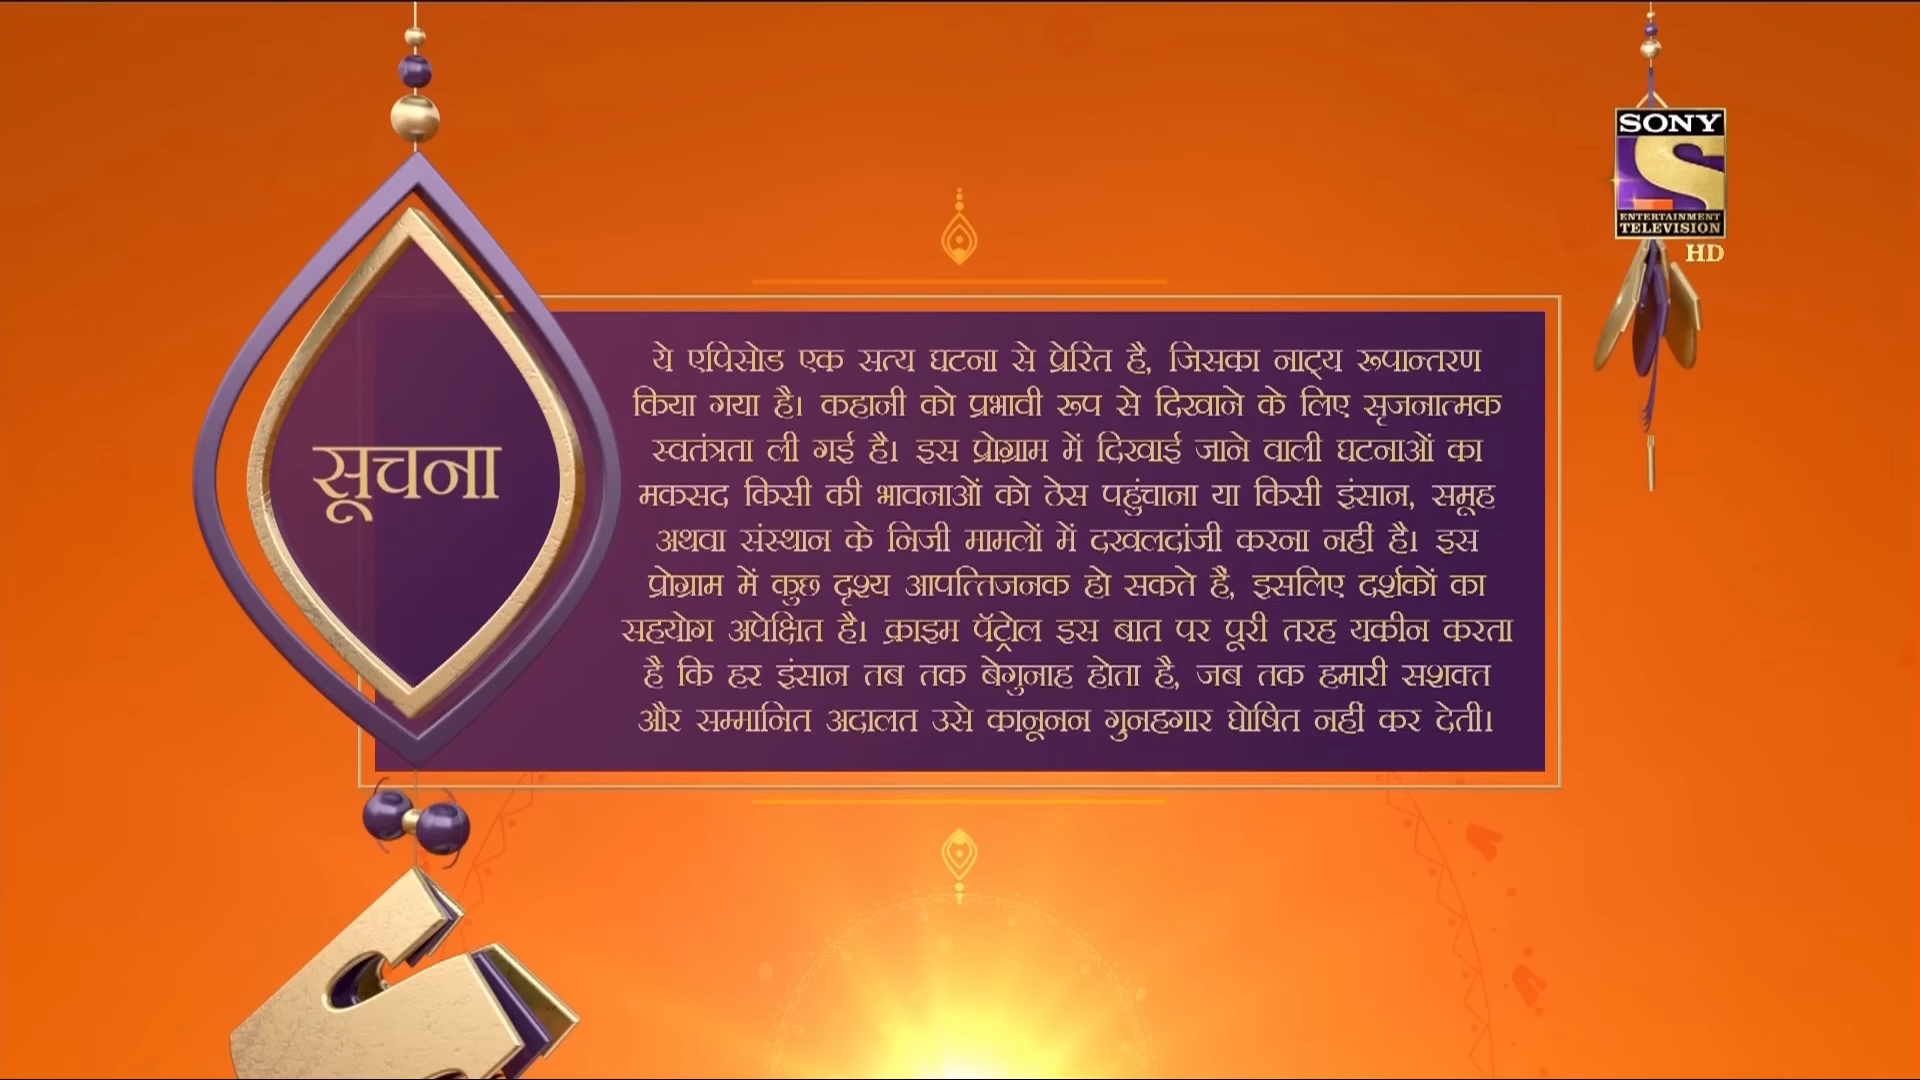 SONY
ENTERTAINMENT
TELEVISION
HD
सूचना
ये एपिसोड एक सत्य घटना से प्रेरित है, जिसका नाट्य रूपान्तरण
किया गया है। कहानी को प्रभावी रूप से दिखाने के लिए सृजनात्मक
स्वतंत्रता ली गई है। इस प्रोग्राम में दिखाई जाने वाली घटनाओं का
मकसद किसी की भावनाओं को ठेस पहुंचाना या किसी इंसान, समूह
अथवा संस्थान के निजी मामलों में दखलदांजी करना नहीं है। इस
प्रोग्राम में कुछ दृश्य आपत्तिजनक हो सकते हैं, इसलिए दर्शकों का
सहयोग अपेक्षित है। क्राइम पॅट्रोल इस बात पर पूरी तरह यकीन करता
है कि हर इंसान तब तक बेगुनाह होता है, जब तक हमारी सशक्त
और सम्मानित अदालत उसे कानूनन गुनहगार घोषित नहीं कर देती।